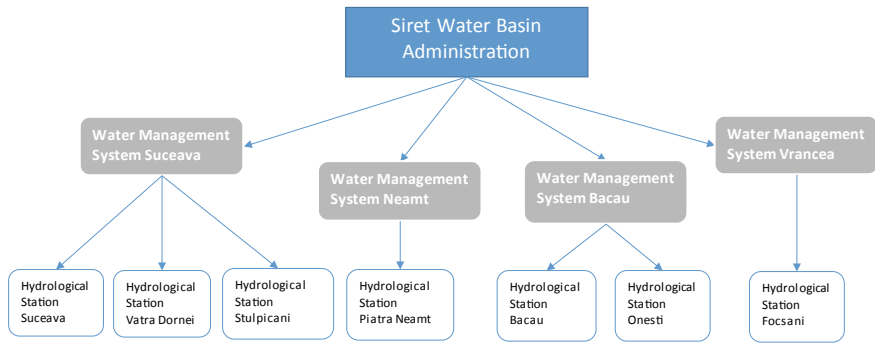 Siret Water Basin
Administration
Water Management
System Suceava
Water Management
System Neamt
Water Management
System Bacau
Water Management
System Vrancea
Hydrological
Station
Suceava
Hydrological
Station
Vatra Dornei
Hydrological
Station
Stulpicani
Hydrological
Station
Piatra Neamt
Hydrological
Station
Bacau
Hydrological
Station
Onesti
Hydrological
Station
Focsani